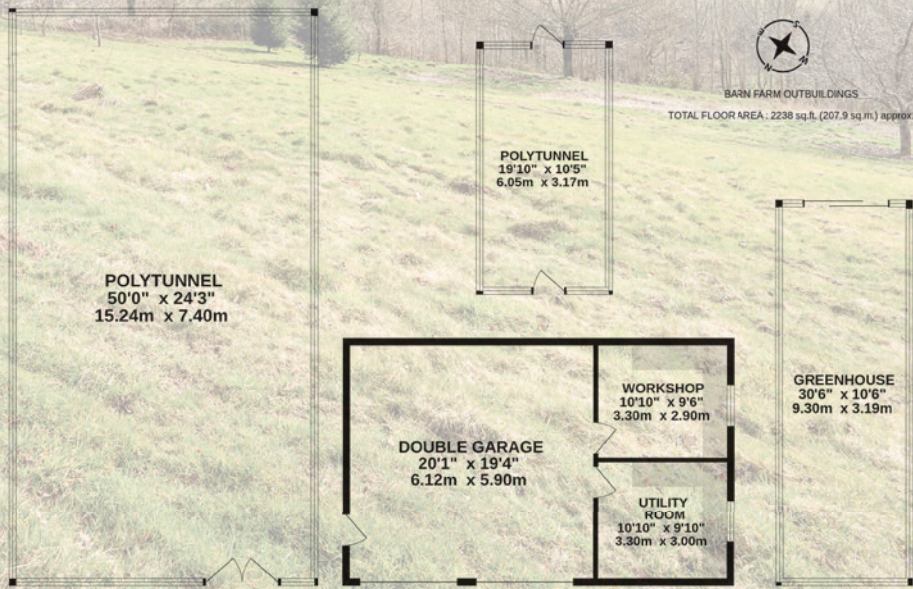 S
E
W
N
BARN FARM OUTBUILDINGS
TOTAL FLOOR AREA : 2238 sq.ft. (207.9 sq.m.) approx.
POLYTUNNEL
19'10" x 10'5"
6.05m x 3.17m
POLYTUNNEL
50'0" x 24'3"
15.24m x 7.40m
DOUBLE GARAGE
20'1" x 19'4"
6.12m x 5.90m
WORKSHOP
10'10" x 9'6"
3.30m x 2.90m
UTILITY
ROOM
10'10" x 9'10"
3.30m x 3.00m
GREENHOUSE
30'6" x 10'6"
9.30m x 3.19m